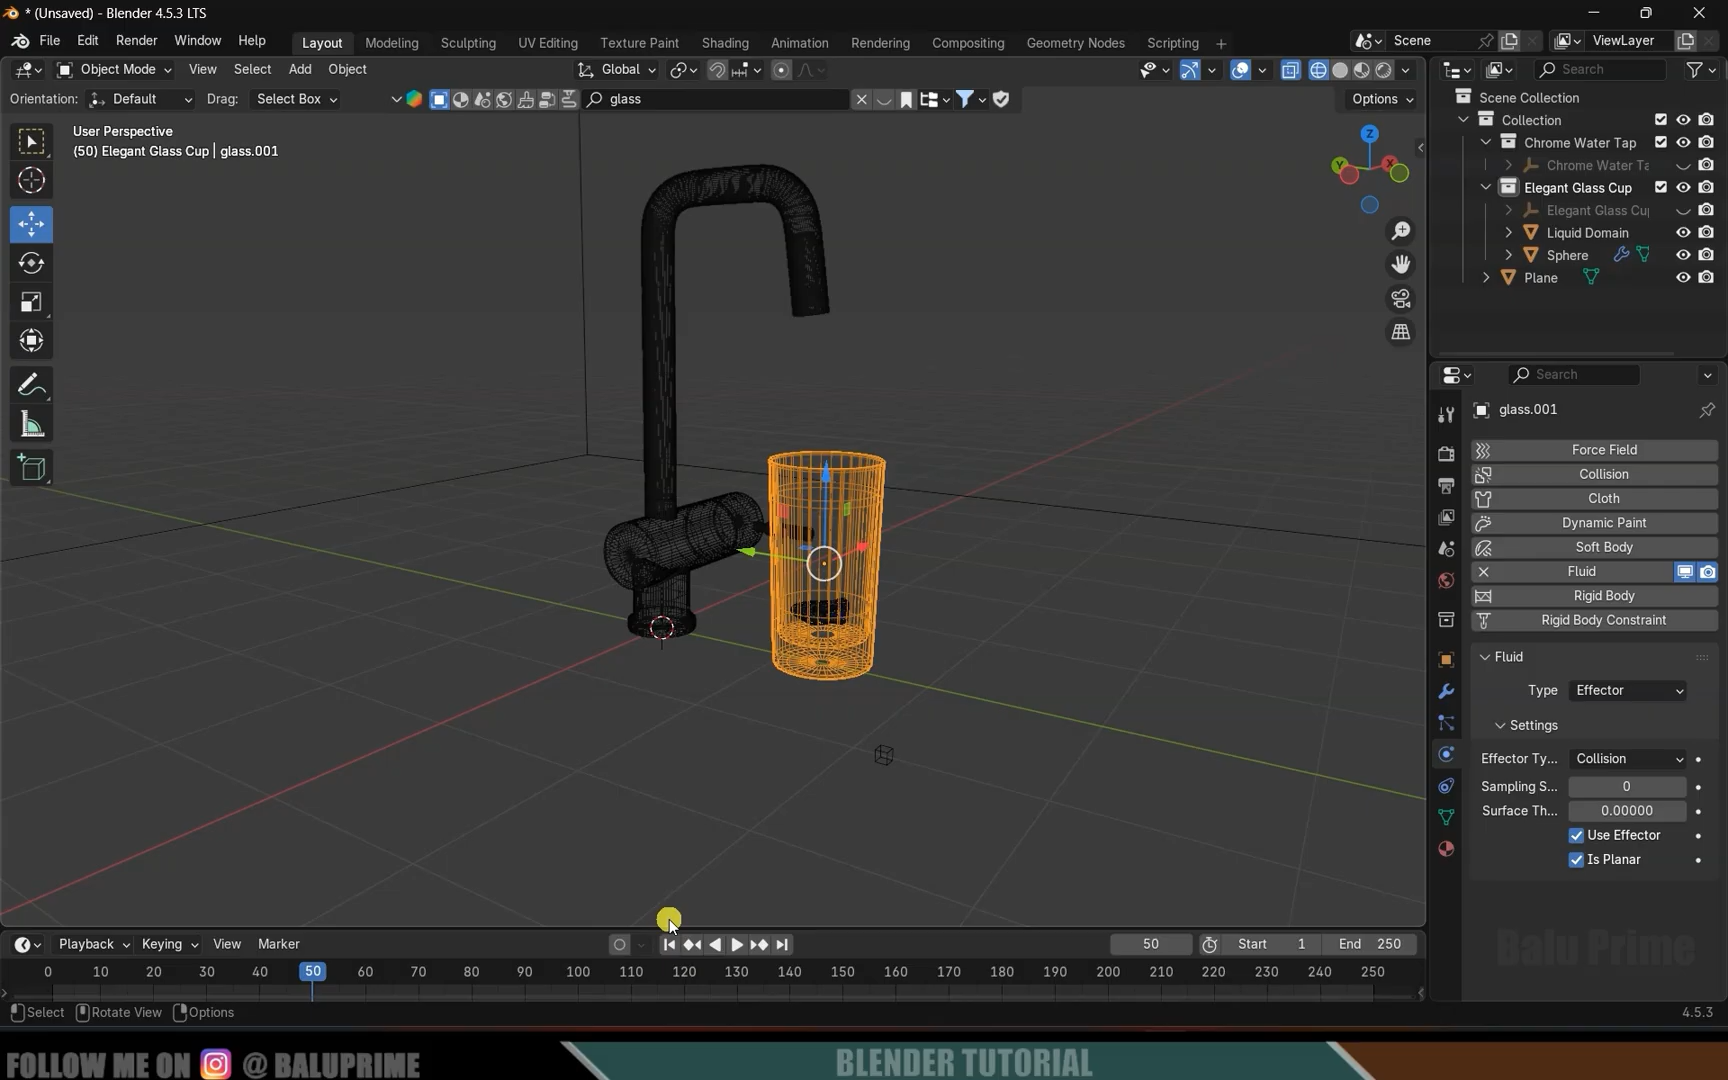 * (Unsaved) - Blender 4.5.3 LTS
File Edit Render Window Help Layout Modeling Sculpting UV Editing Texture Paint Shading Animation Rendering Compositing Geometry Nodes Scripting + Scene ViewLayer
Object Mode View Select Add Object Global Search
Orientation: Default Drag: Select Box glass Options
Scene Collection
Collection
Chrome Water Tap
Chrome Water Ta
Elegant Glass Cup
Elegant Glass Cu
Liquid Domain
Sphere
Plane
User Perspective
(50) Elegant Glass Cup | glass.001
Z
Y X
Search
glass.001
Force Field
Collision
Cloth
Dynamic Paint
Soft Body
Fluid
Rigid Body
Rigid Body Constraint
Fluid
Type Effector
Settings
Effector Ty... Collision
Sampling S... 0
Surface Th... 0.00000
Use Effector
Is Planar
Balu Prime
Playback Keying View Marker 50 Start 1 End 250
0 10 20 30 40 50 60 70 80 90 100 110 120 130 140 150 160 170 180 190 200 210 220 230 240 250
Select Rotate View Options 4.5.3
FOLLOW ME ON @ BALUPRIME BLENDER TUTORIAL